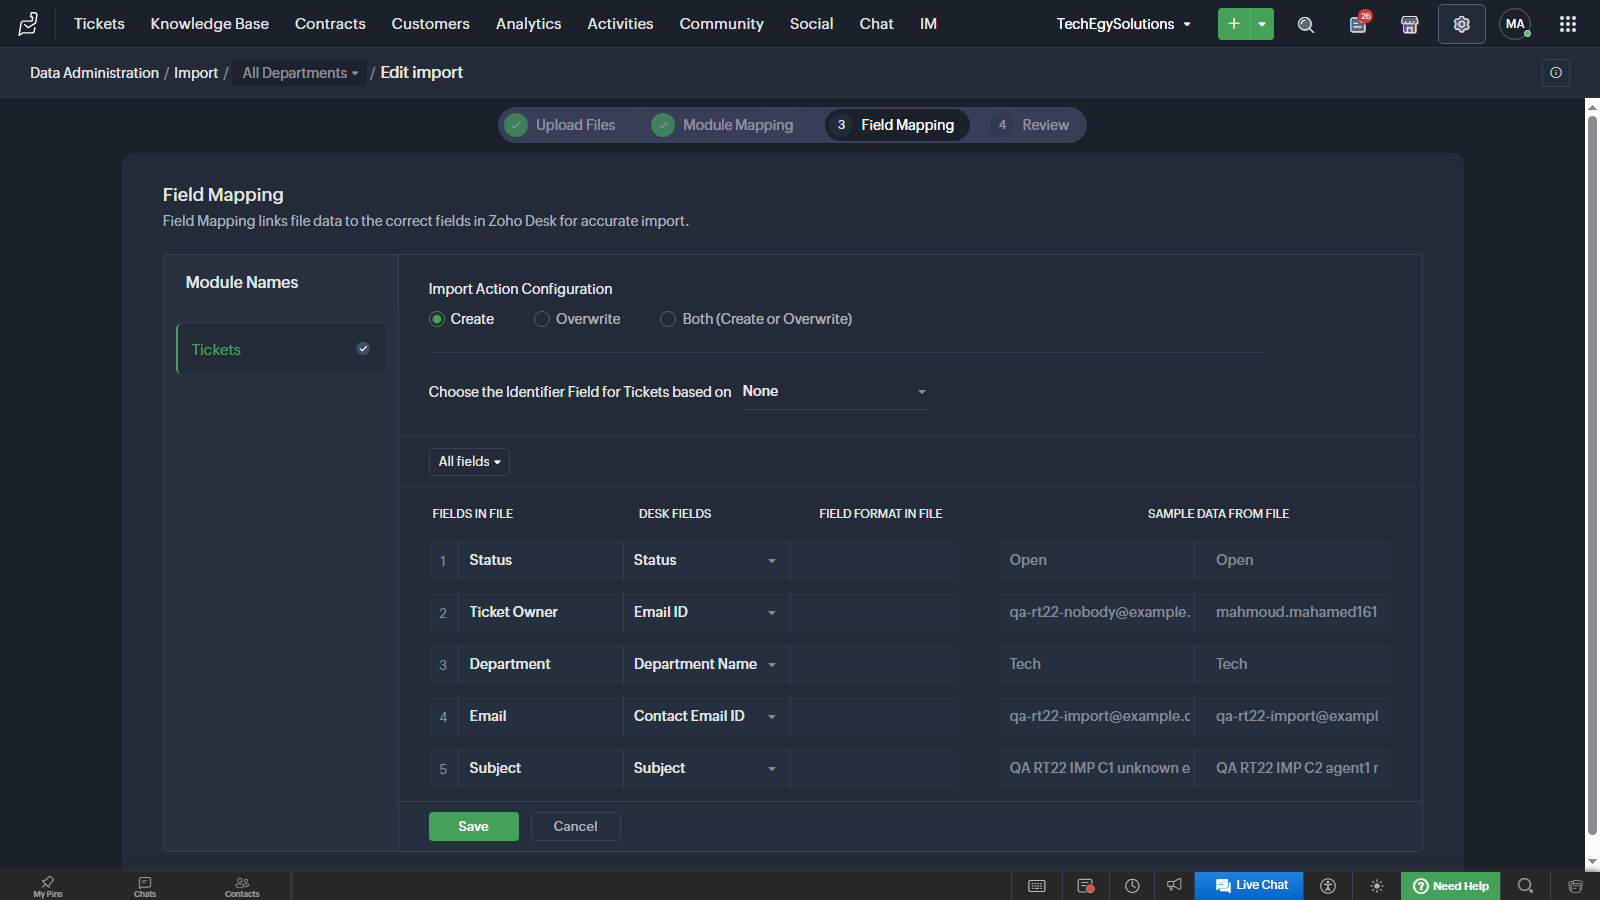 Tickets Knowledge Base Contracts Customers Analytics Activities Community Social Chat IM TechEgySolutions 26 MA
Data Administration / Import / All Departments / Edit import
Upload Files Module Mapping 3 Field Mapping 4 Review
Field Mapping
Field Mapping links file data to the correct fields in Zoho Desk for accurate import.
Module Names
Tickets
Import Action Configuration
Create Overwrite Both (Create or Overwrite)
Choose the Identifier Field for Tickets based on None
All fields
FIELDS IN FILE DESK FIELDS FIELD FORMAT IN FILE SAMPLE DATA FROM FILE
1 Status Status Open Open
2 Ticket Owner Email ID qa-rt22-nobody@example. mahmoud.mahamed161
3 Department Department Name Tech Tech
4 Email Contact Email ID qa-rt22-import@example.c qa-rt22-import@exampl
5 Subject Subject QA RT22 IMP C1 unknown e QA RT22 IMP C2 agent1 r
Save Cancel
My Pins Chats Contacts Live Chat Need Help